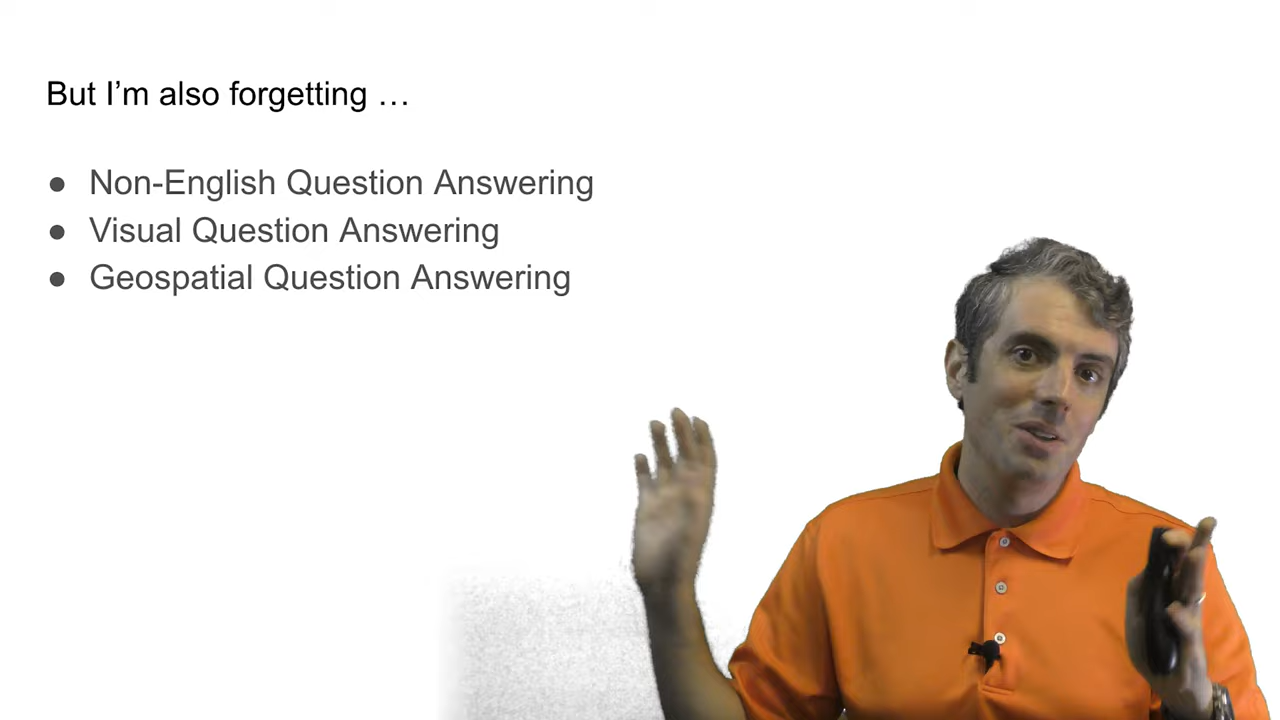 But I'm also forgetting …
● Non-English Question Answering
● Visual Question Answering
● Geospatial Question Answering